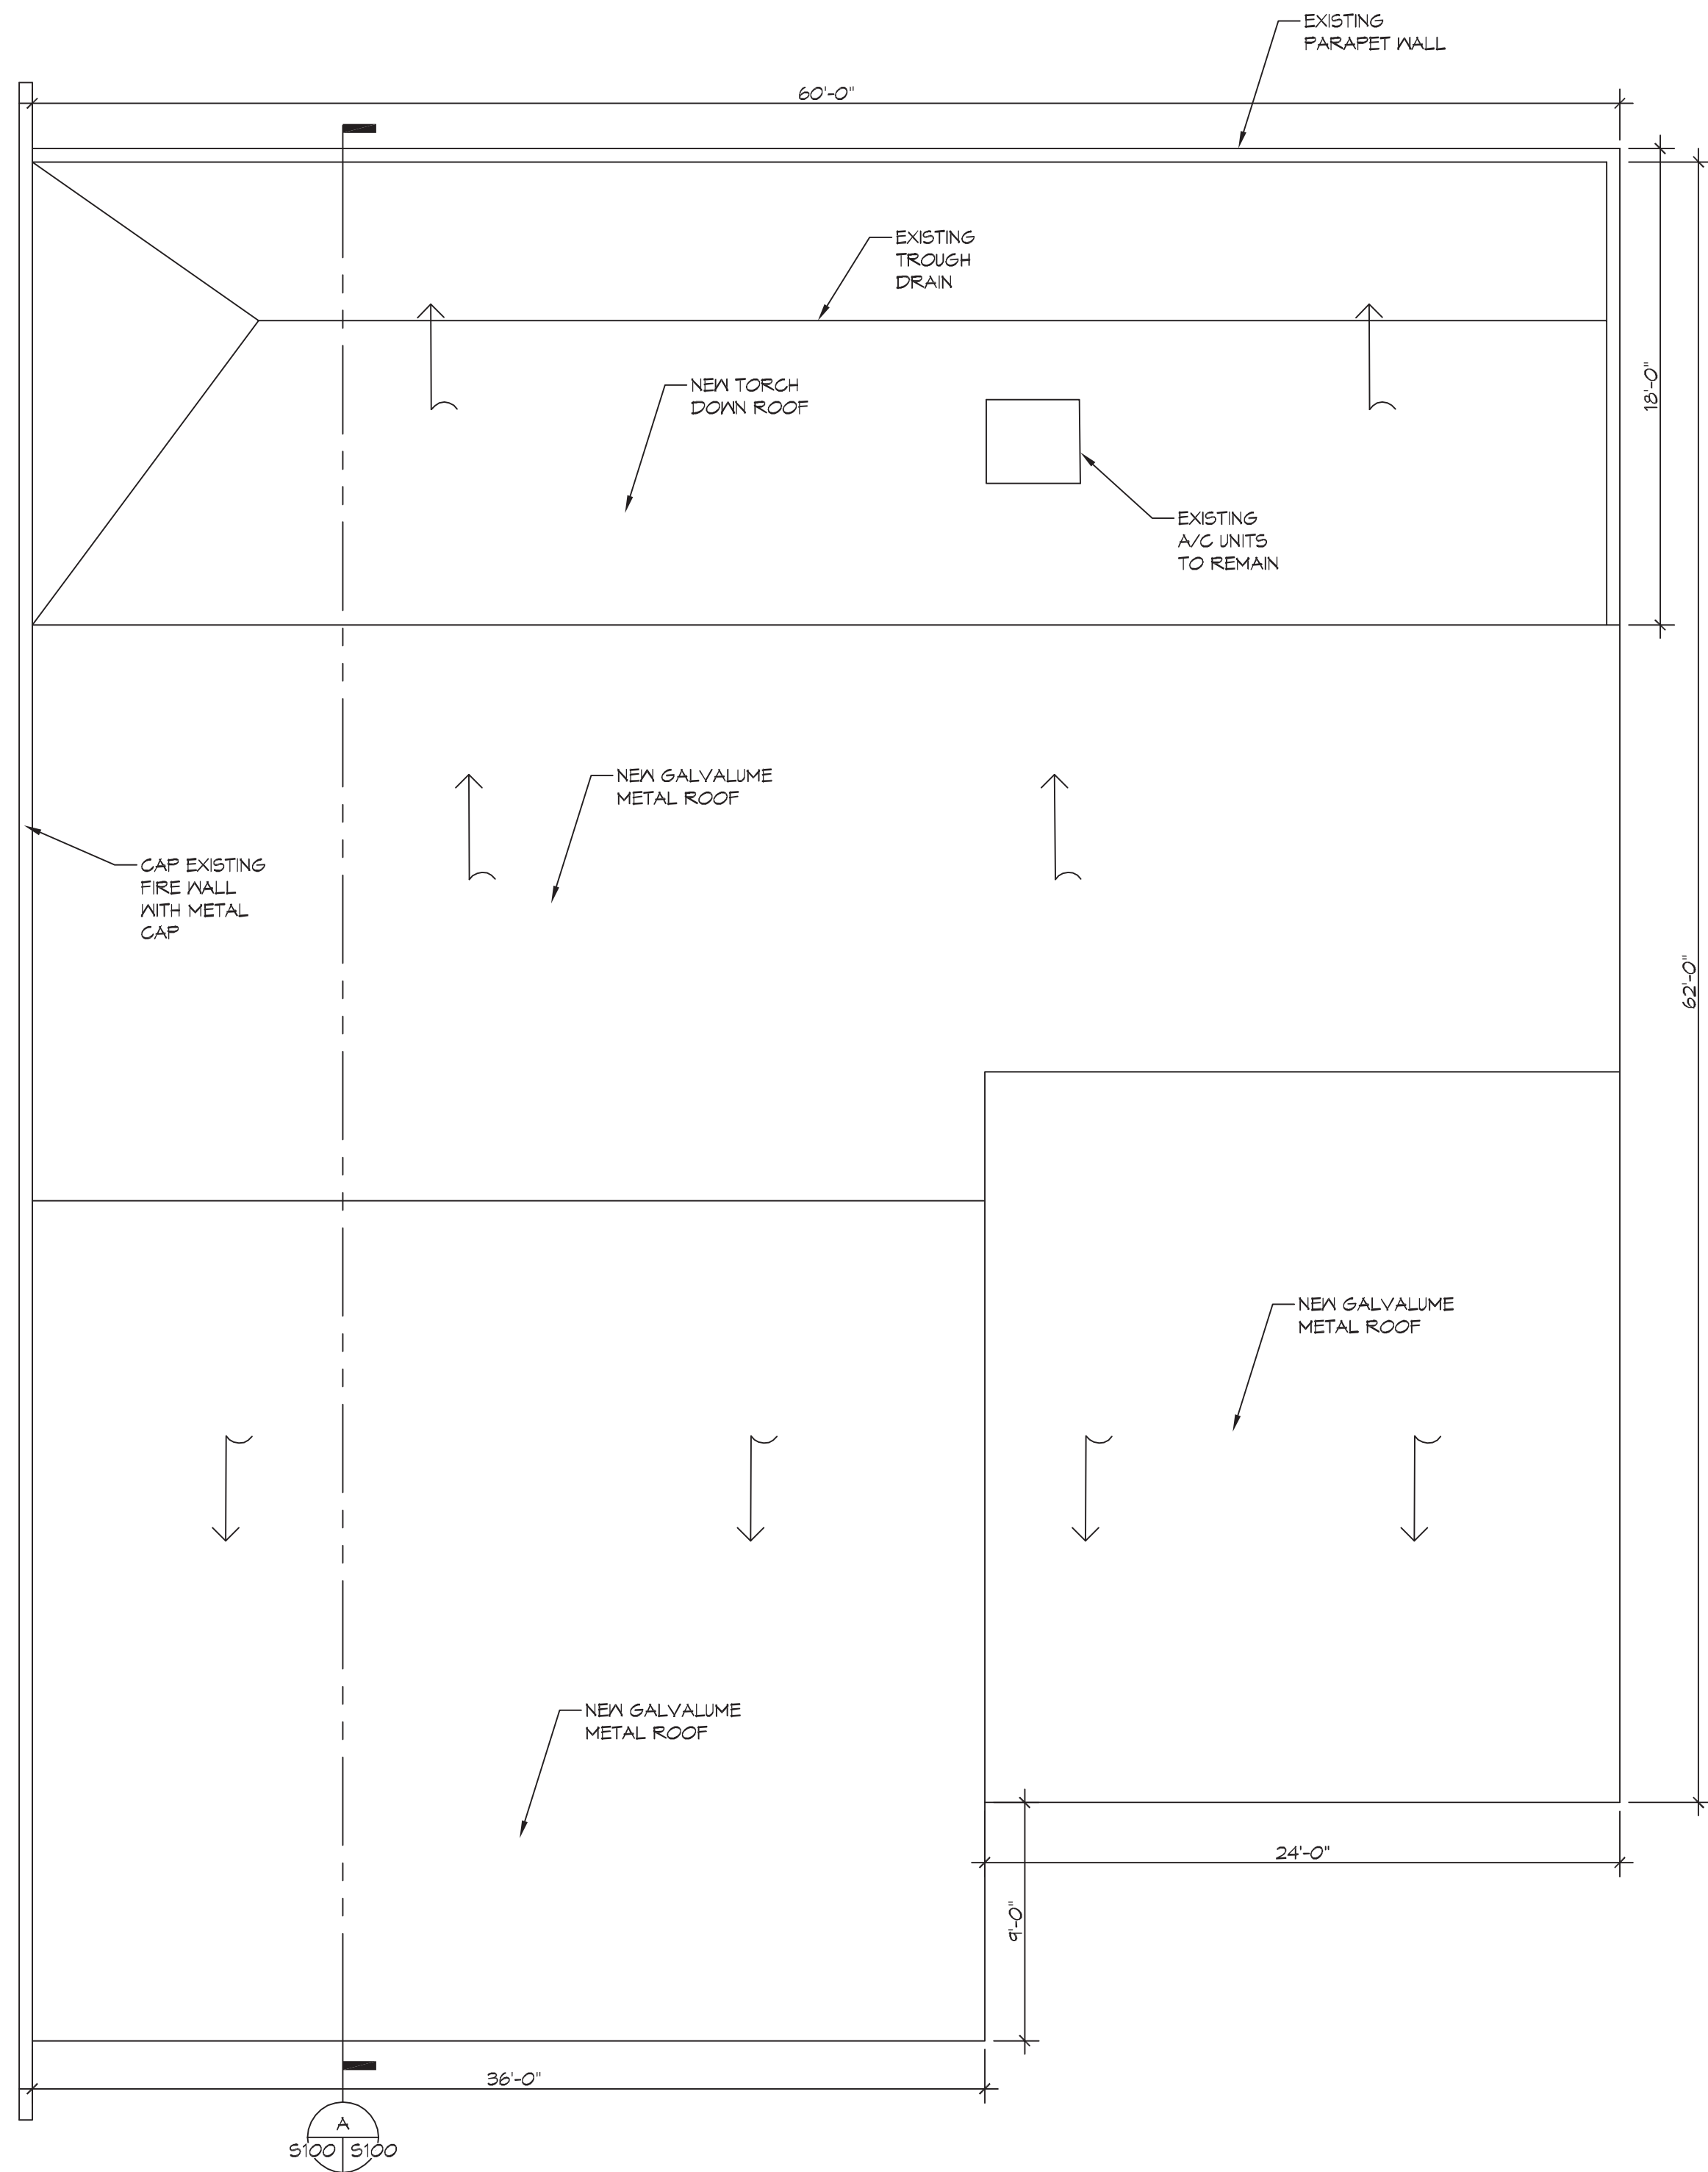 EXISTING
PARAPET WALL
60'-0"
EXISTING
TROUGH
DRAIN
18'-0"
NEW TORCH
DOWN ROOF
EXISTING
A/C UNITS
TO REMAIN
NEW GALVALUME
METAL ROOF
CAP EXISTING
FIRE WALL
WITH METAL
CAP
62'-0"
NEW GALVALUME
METAL ROOF
NEW GALVALUME
METAL ROOF
24'-0"
9'-0"
36'-0"
A
S100 S100